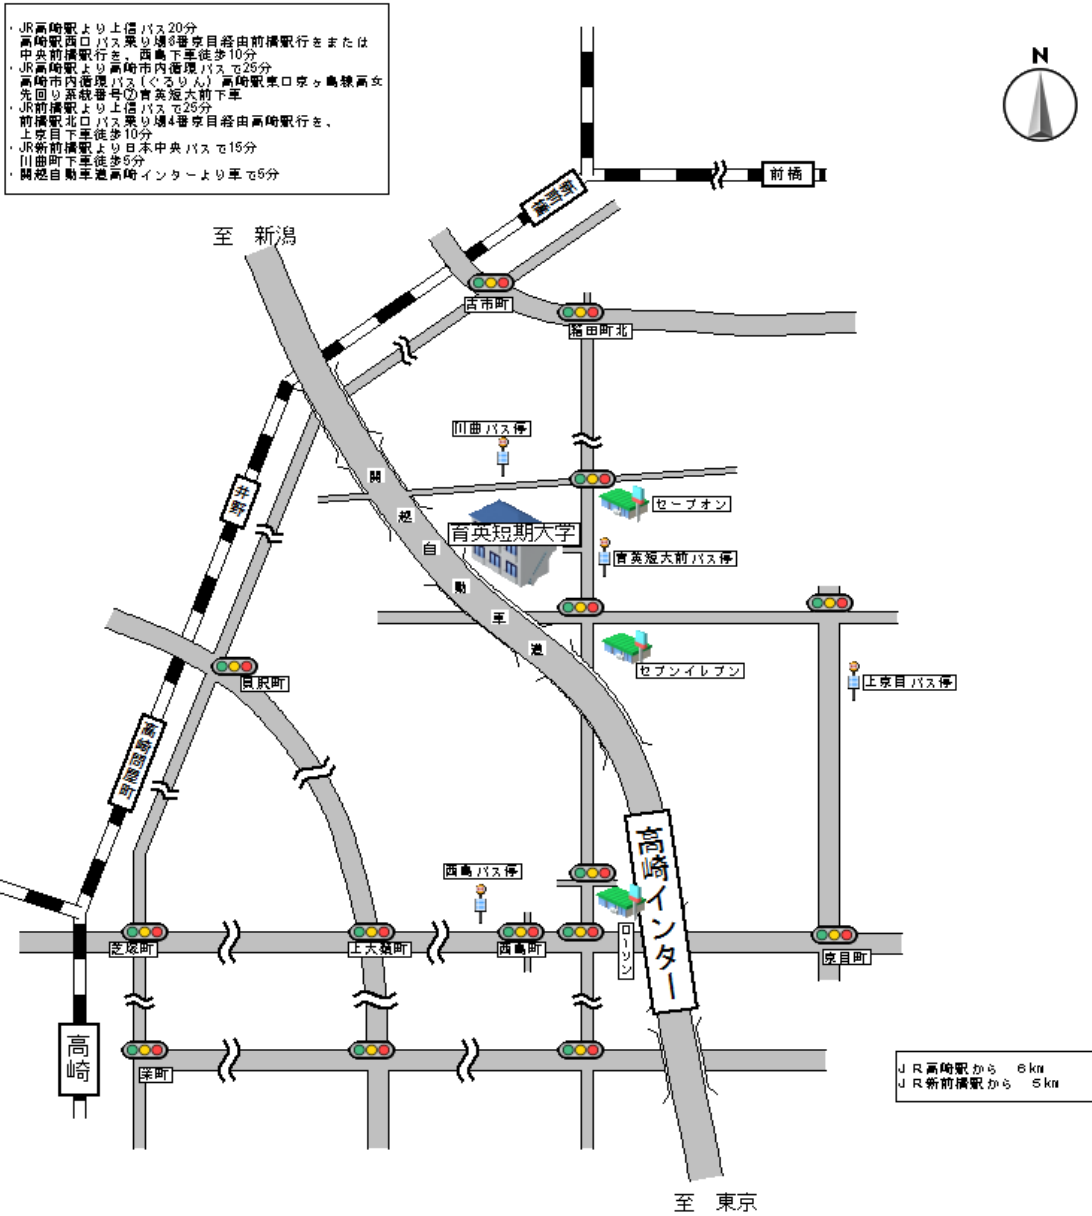 ・JR高崎駅より上信バス20分
高崎駅西口バス乗り場6番京目経由前橋駅行きまたは
中央前橋駅行き、西島下車徒歩10分
・JR高崎駅より高崎市内循環バスで25分
高崎市内循環バス(ぐるりん)高崎駅東口京ヶ島線高女
先回り系統番号⑦育英短大前下車
・JR前橋駅より上信バスで25分
前橋駅北口バス乗り場4番京目経由高崎駅行き、
上京目下車徒歩10分
・JR新前橋駅より日本中央バスで15分
川曲町下車徒歩5分
・関越自動車道高崎インターより車で5分
N
前橋
新前橋
至 新潟
古市町
稲田町北
川曲バス停
関越自動車道
井野
セーブオン
育英短期大学
育英短大前バス停
セブンイレブン
上京目バス停
貝沢町
高崎問屋町
高崎インター
西島バス停
ローソン
芝塚町
上大類町
西島町
京目町
高崎
栄町
JR高崎駅から 6km
JR新前橋駅から 5km
至 東京